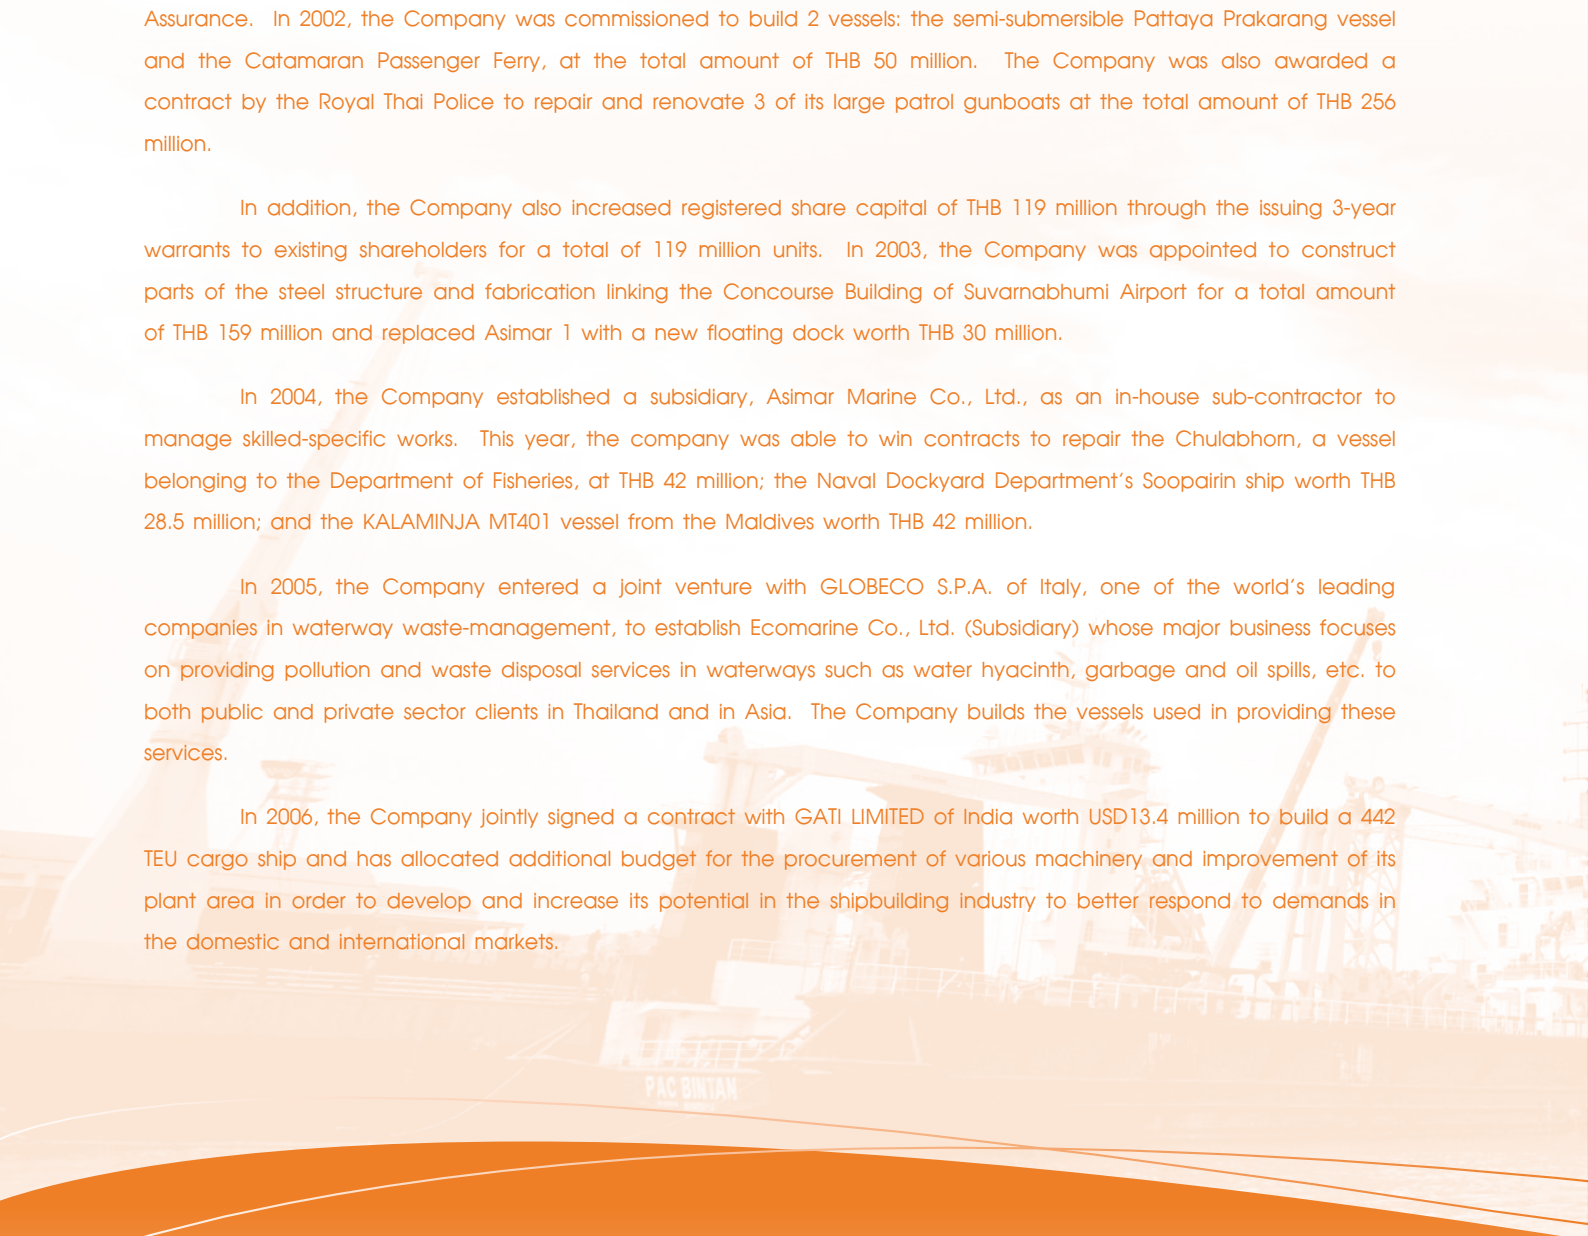 Assurance. In 2002, the Company was commissioned to build 2 vessels: the semi-submersible Pattaya Prakarang vessel
and the Catamaran Passenger Ferry, at the total amount of THB 50 million. The Company was also awarded a
contract by the Royal Thai Police to repair and renovate 3 of its large patrol gunboats at the total amount of THB 256
million.
In addition, the Company also increased registered share capital of THB 119 million through the issuing 3-year
warrants to existing shareholders for a total of 119 million units. In 2003, the Company was appointed to construct
parts of the steel structure and fabrication linking the Concourse Building of Suvarnabhumi Airport for a total amount
of THB 159 million and replaced Asimar 1 with a new floating dock worth THB 30 million.
In 2004, the Company established a subsidiary, Asimar Marine Co., Ltd., as an in-house sub-contractor to
manage skilled-specific works. This year, the company was able to win contracts to repair the Chulabhorn, a vessel
belonging to the Department of Fisheries, at THB 42 million; the Naval Dockyard Department's Soopairin ship worth THB
28.5 million; and the KALAMINJA MT401 vessel from the Maldives worth THB 42 million.
In 2005, the Company entered a joint venture with GLOBECO S.P.A. of Italy, one of the world's leading
companies in waterway waste-management, to establish Ecomarine Co., Ltd. (Subsidiary) whose major business focuses
on providing pollution and waste disposal services in waterways such as water hyacinth, garbage and oil spills, etc. to
both public and private sector clients in Thailand and in Asia. The Company builds the vessels used in providing these
services.
In 2006, the Company jointly signed a contract with GATI LIMITED of India worth USD13.4 million to build a 442
TEU cargo ship and has allocated additional budget for the procurement of various machinery and improvement of its
plant area in order to develop and increase its potential in the shipbuilding industry to better respond to demands in
the domestic and international markets.
PAC BINTAN